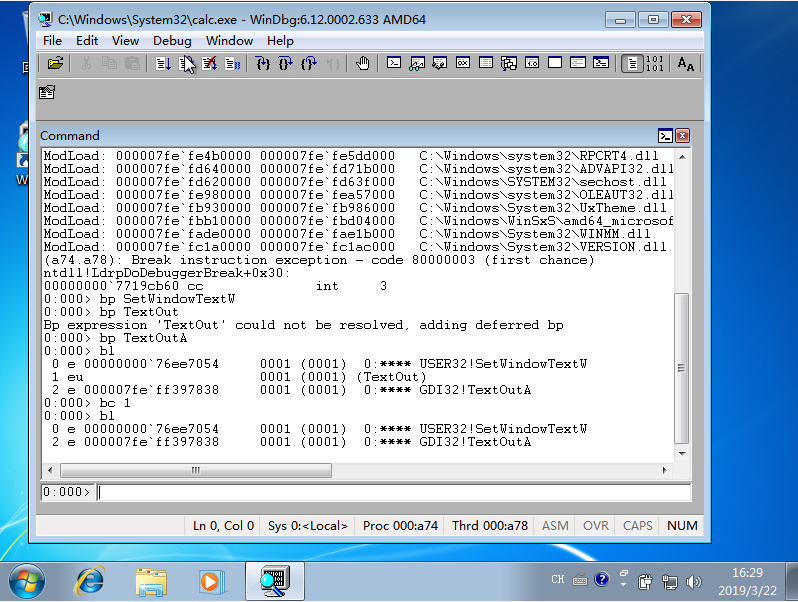 C:\Windows\System32\calc.exe - WinDbg:6.12.0002.633 AMD64
File Edit View Debug Window Help
Command
ModLoad: 000007fe`fe4b0000 000007fe`fe5dd000 C:\Windows\system32\RPCRT4.dll
ModLoad: 000007fe`fd640000 000007fe`fd71b000 C:\Windows\system32\ADVAPI32.dll
ModLoad: 000007fe`fd620000 000007fe`fd63f000 C:\Windows\SYSTEM32\sechost.dll
ModLoad: 000007fe`fe980000 000007fe`fea57000 C:\Windows\system32\OLEAUT32.dll
ModLoad: 000007fe`fb930000 000007fe`fb986000 C:\Windows\system32\UxTheme.dll
ModLoad: 000007fe`fbb10000 000007fe`fbd04000 C:\Windows\WinSxS\amd64_microsof
ModLoad: 000007fe`fade0000 000007fe`fae1b000 C:\Windows\system32\WINMM.dll
ModLoad: 000007fe`fc1a0000 000007fe`fc1ac000 C:\Windows\system32\VERSION.dll
(a74.a78): Break instruction exception - code 80000003 (first chance)
ntdll!LdrpDoDebuggerBreak+0x30:
00000000`7719cb60 cc int 3
0:000> bp SetWindowTextW
0:000> bp TextOut
Bp expression 'TextOut' could not be resolved, adding deferred bp
0:000> bp TextOutA
0:000> bl
0 e 00000000`76ee7054 0001 (0001) 0:**** USER32!SetWindowTextW
1 eu 0001 (0001) (TextOut)
2 e 000007fe`ff397838 0001 (0001) 0:**** GDI32!TextOutA
0:000> bc 1
0:000> bl
0 e 00000000`76ee7054 0001 (0001) 0:**** USER32!SetWindowTextW
2 e 000007fe`ff397838 0001 (0001) 0:**** GDI32!TextOutA
0:000>
Ln 0, Col 0 Sys 0:<Local> Proc 000:a74 Thrd 000:a78 ASM OVR CAPS NUM
W
CH
16:29
2019/3/22